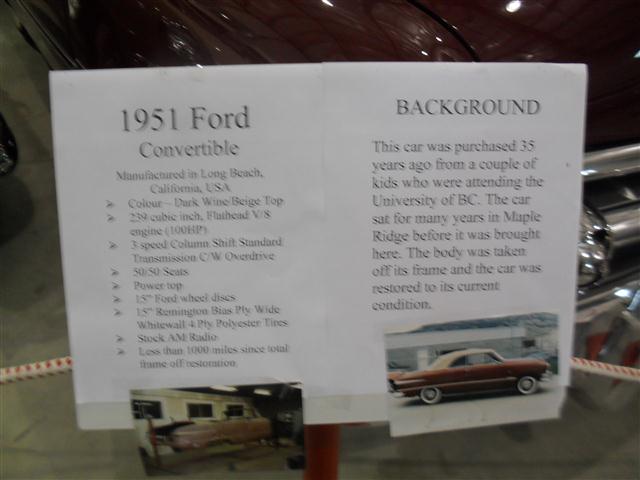 1951 Ford
Convertible
Manufactured in Long Beach,
California, USA
➢ Colour – Dark Wine/Beige Top
➢ 239 cubic inch, Flathead V/8
engine (100HP)
➢ 3 speed Column Shift Standard
Transmission C/W Overdrive
➢ 50/50 Seats
➢ Power top
➢ 15" Ford wheel discs
➢ 15" Remington Bias Ply Wide
Whitewall 4 Ply Polyester Tires
➢ Stock AM Radio
➢ Less than 1000 miles since total
frame off restoration
BACKGROUND
This car was purchased 35
years ago from a couple of
kids who were attending the
University of BC. The car
sat for many years in Maple
Ridge before it was brought
here. The body was taken
off its frame and the car was
restored to its current
condition.